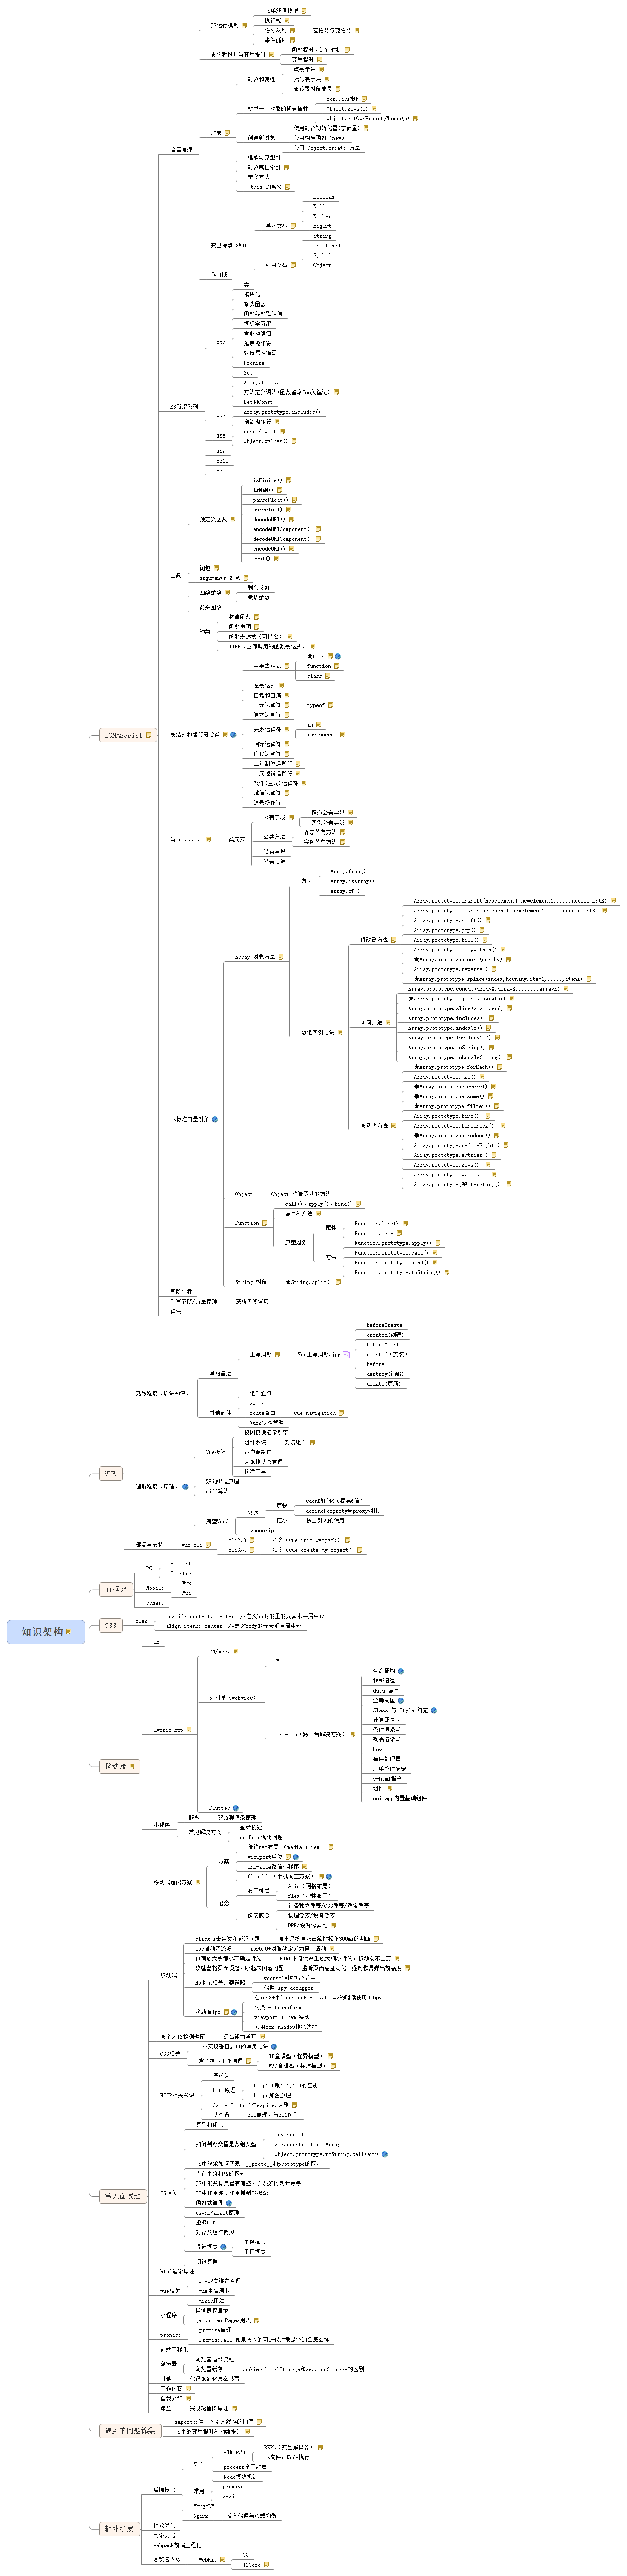 JS单线程模型
JS运行机制
执行栈
任务队列
宏任务与微任务
事件循环
★函数提升与变量提升
函数提升和运行时机
变量提升
对象
对象和属性
点表示法
括号表示法
★设置对象成员
枚举一个对象的所有属性
for..in循环
Object.keys(o)
Object.getOwnProertyNames(o)
创建新对象
使用对象初始化器(字面量)
使用构造函数(new)
使用 Object.create 方法
继承与原型链
对象属性索引
定义方法
"this"的含义
底层原理
变量特点(8种)
基本类型
Boolean
Null
Number
BigInt
String
Undefined
Symbol
引用类型
Object
作用域
ES新增系列
ES6
类
模块化
箭头函数
函数参数默认值
模板字符串
★解构赋值
延展操作符
对象属性简写
Promise
Set
Array.fill()
方法定义语法(函数省略fun关键词)
Let和Const
ES7
Array.prototype.includes()
指数操作符
ES8
async/await
Object.values()
ES9
ES10
ES11
函数
预定义函数
isFinite()
isNaN()
parseFloat()
parseInt()
decodeURI()
encodeURIComponent()
decodeURIComponent()
encodeURI()
eval()
闭包
arguments 对象
函数参数
剩余参数
默认参数
箭头函数
种类
构造函数
函数声明
函数表达式(可匿名)
IIFE(立即调用的函数表达式)
ECMAScript
表达式和运算符分类
主要表达式
★this
function
class
左表达式
自增和自减
一元运算符
typeof
算术运算符
关系运算符
in
instanceof
相等运算符
位移运算符
二进制位运算符
二元逻辑运算符
条件(三元)运算符
赋值运算符
逗号操作符
类(classes)
类元素
公有字段
静态公有字段
实例公有字段
公共方法
静态公有方法
实例公有方法
私有字段
私有方法
js标准内置对象
Array 对象方法
方法
Array.from()
Array.isArray()
Array.of()
数组实例方法
修改器方法
Array.prototype.unshift(newelement1,newelement2,....,newelementX)
Array.prototype.push(newelement1,newelement2,....,newelementX)
Array.prototype.shift()
Array.prototype.pop()
Array.prototype.fill()
Array.prototype.copyWithin()
★Array.prototype.sort(sortby)
Array.prototype.reverse()
★Array.prototype.splice(index,howmany,item1,.....,itemX)
访问方法
Array.prototype.concat(arrayX,arrayX,......,arrayX)
★Array.prototype.join(separator)
Array.prototype.slice(start,end)
Array.prototype.includes()
Array.prototype.indexOf()
Array.prototype.lastIdexOf()
Array.prototype.toString()
Array.prototype.toLocaleString()
★迭代方法
★Array.prototype.forEach()
Array.prototype.map()
●Array.prototype.every()
●Array.prototype.some()
★Array.prototype.filter()
Array.prototype.find()
Array.prototype.findIndex()
●Array.prototype.reduce()
Array.prototype.reduceRight()
Array.prototype.entries()
Array.prototype.keys()
Array.prototype.values()
Array.prototype[@@iterator]()
Object
Object 构造函数的方法
Function
call()、apply()、bind()
属性和方法
原型对象
属性
Function.length
Function.name
方法
Function.prototype.apply()
Function.prototype.call()
Function.prototype.bind()
Function.prototype.toString()
String 对象
★String.split()
高阶函数
手写范畴/方法原理
深拷贝浅拷贝
算法
VUE
熟练程度(语法知识)
基础语法
生命周期
Vue生命周期.jpg
beforeCreate
created(创建)
beforeMount
mounted(安装)
before
destroy(销毁)
update(更新)
组件通讯
其他部件
axios
route路由
vue-navigation
Vuex状态管理
理解程度(原理)
Vue概述
视图模板渲染引擎
组件系统
封装组件
客户端路由
大规模状态管理
构建工具
双向绑定原理
diff算法
展望Vue3
概述
更快
vdom的优化(提高6倍)
definePerproty与proxy对比
更小
按需引入的使用
typescript
部署与支持
vue-cli
cli2.0
指令(vue init webpack)
cli3/4
指令(vue create my-object)
UI框架
PC
ElementUI
Boostrap
Mobile
Vux
Mui
echart
知识架构
CSS
flex
justify-content: center; /*定义body的里的元素水平居中*/
align-items: center; /*定义body的元素垂直居中*/
移动端
H5
Hybrid App
RN/week
5+引擎(webview)
Mui
uni-app(跨平台解决方案)
生命周期
模板语法
data 属性
全局变量
Class 与 Style 绑定
计算属性✓
条件渲染✓
列表渲染✓
key
事件处理器
表单控件绑定
v-html指令
组件
uni-app内置基础组件
Flutter
小程序
概念
双线程渲染原理
常见解决方案
登录校验
setData优化问题
移动端适配方案
方案
传统rem布局(@media + rem)
viewport单位
uni-app&微信小程序
flexible(手机淘宝方案)
概念
布局模式
Grid(网格布局)
flex(弹性布局)
像素概念
设备独立像素/CSS像素/逻辑像素
物理像素/设备像素
DPR/设备像素比
常见面试题
移动端
click点击穿透和延迟问题
原本是检测双击缩放操作300ms的判断
ios滑动不流畅
ios5.0+对滑动定义为禁止滚动
页面放大或缩小不确定行为
HTML本身会产生放大缩小行为，移动端不需要
软键盘将页面顶起，收起未回落问题
监听页面高度变化，强制恢复弹出前高度
H5调试相关方案策略
vconsole控制台插件
代理+spy-debugger
移动端1px
在ios8+中当devicePixelRatio=2的时候使用0.5px
伪类 + transform
viewport + rem 实现
使用box-shadow模拟边框
★个人JS检测题库
综合能力考查
CSS相关
CSS实现垂直居中的常用方法
盒子模型工作原理
IE盒模型(怪异模型)
W3C盒模型(标准模型)
HTTP相关知识
请求头
http原理
http2.0跟1.1,1.0的区别
https加密原理
Cache-Control与expires区别
状态码
302原理，与301区别
JS相关
原型和闭包
如何判断变量是数组类型
instanceof
ary.constructor==Array
Object.prototype.toString.call(arr)
JS中继承如何实现，__proto__和prototype的区别
内存中堆和栈的区别
JS中的数据类型有哪些，以及如何判断等等
JS中作用域、作用域链的概念
函数式编程
async/await原理
虚拟DOM
对象数组深拷贝
设计模式
单例模式
工厂模式
闭包原理
html渲染原理
vue相关
vue双向绑定原理
vue生命周期
mixin用法
小程序
微信授权登录
getcurrentPages用法
promise
promise原理
Promise.all 如果传入的可迭代对象是空的会怎么样
前端工程化
浏览器
浏览器渲染流程
浏览器缓存
cookie、localStorage和sessionStorage的区别
其他
代码规范化怎么书写
工作内容
自我介绍
课题
实现轮播图原理
遇到的问题锦集
import文件一次引入缓存的问题
js中的变量提升和函数提升
额外扩展
后端技能
Node
如何运行
REPL(交互解释器)
js文件，Node执行
process全局对象
Node模块机制
常用
promise
await
MongoDB
Nginx
反向代理与负载均衡
性能优化
网络优化
webpack前端工程化
浏览器内核
WebKit
V8
JSCore